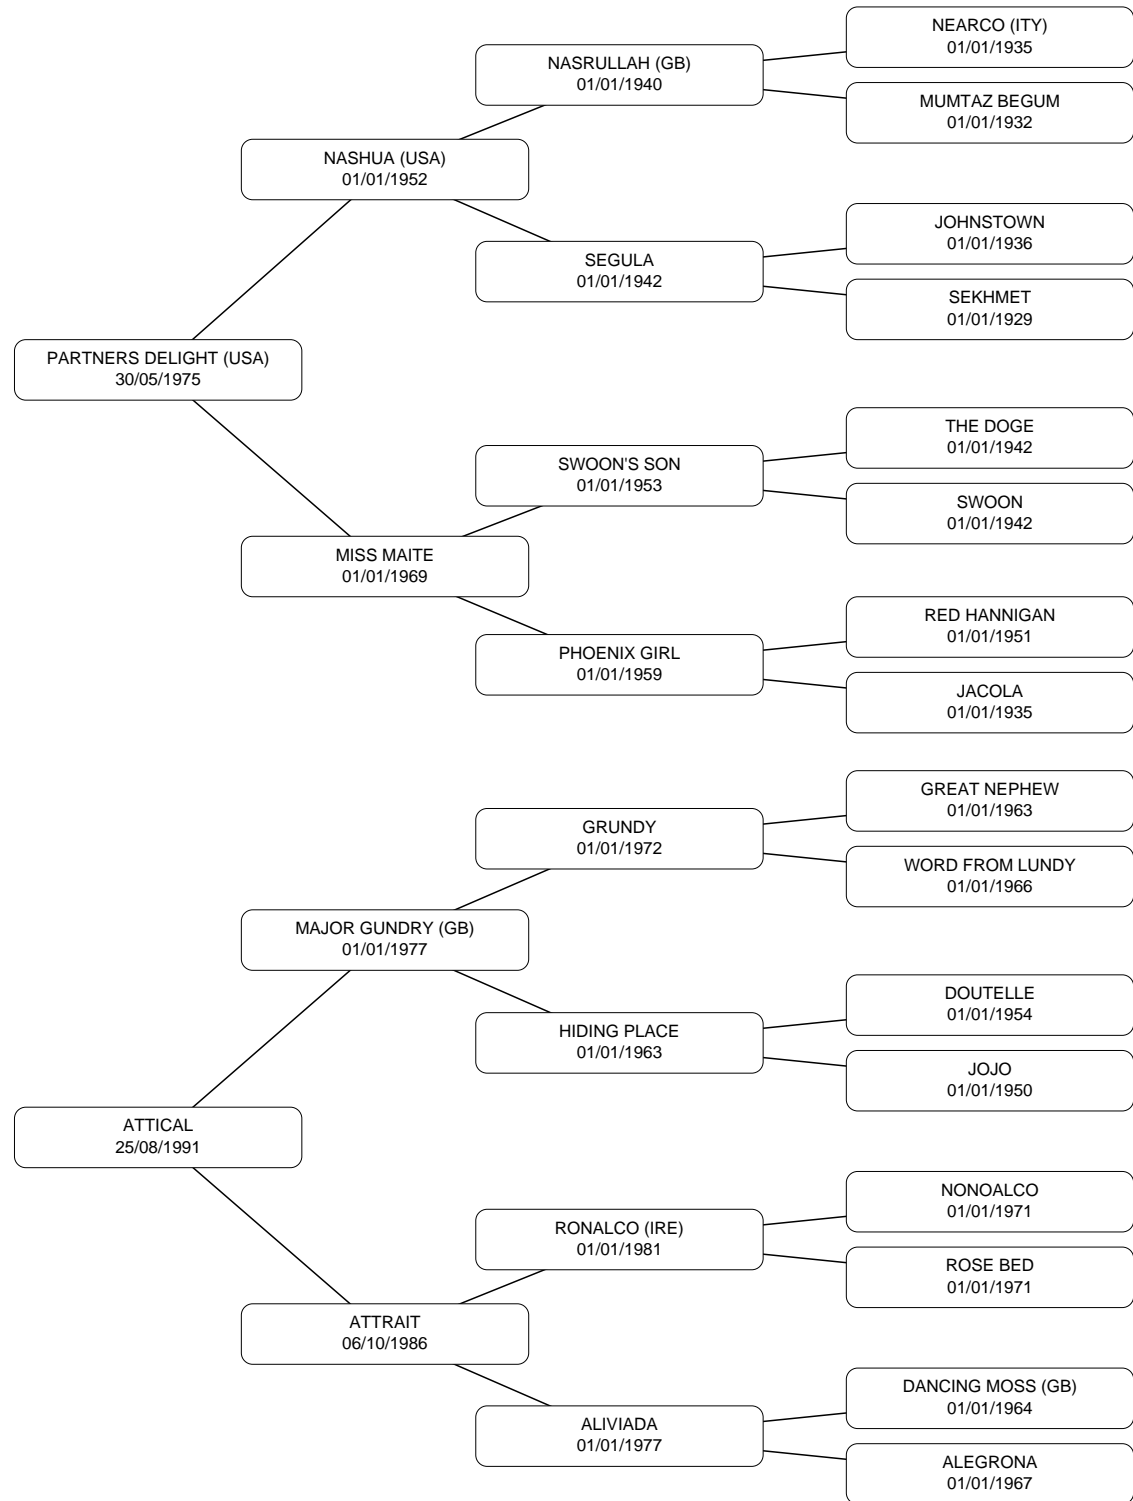 NEARCO (ITY)
01/01/1935
NASRULLAH (GB)
01/01/1940
MUMTAZ BEGUM
01/01/1932
NASHUA (USA)
01/01/1952
JOHNSTOWN
01/01/1936
SEGULA
01/01/1942
SEKHMET
01/01/1929
PARTNERS DELIGHT (USA)
30/05/1975
THE DOGE
01/01/1942
SWOON'S SON
01/01/1953
SWOON
01/01/1942
MISS MAITE
01/01/1969
RED HANNIGAN
01/01/1951
PHOENIX GIRL
01/01/1959
JACOLA
01/01/1935
GREAT NEPHEW
01/01/1963
GRUNDY
01/01/1972
WORD FROM LUNDY
01/01/1966
MAJOR GUNDRY (GB)
01/01/1977
DOUTELLE
01/01/1954
HIDING PLACE
01/01/1963
JOJO
01/01/1950
ATTICAL
25/08/1991
NONOALCO
01/01/1971
RONALCO (IRE)
01/01/1981
ROSE BED
01/01/1971
ATTRAIT
06/10/1986
DANCING MOSS (GB)
01/01/1964
ALIVIADA
01/01/1977
ALEGRONA
01/01/1967